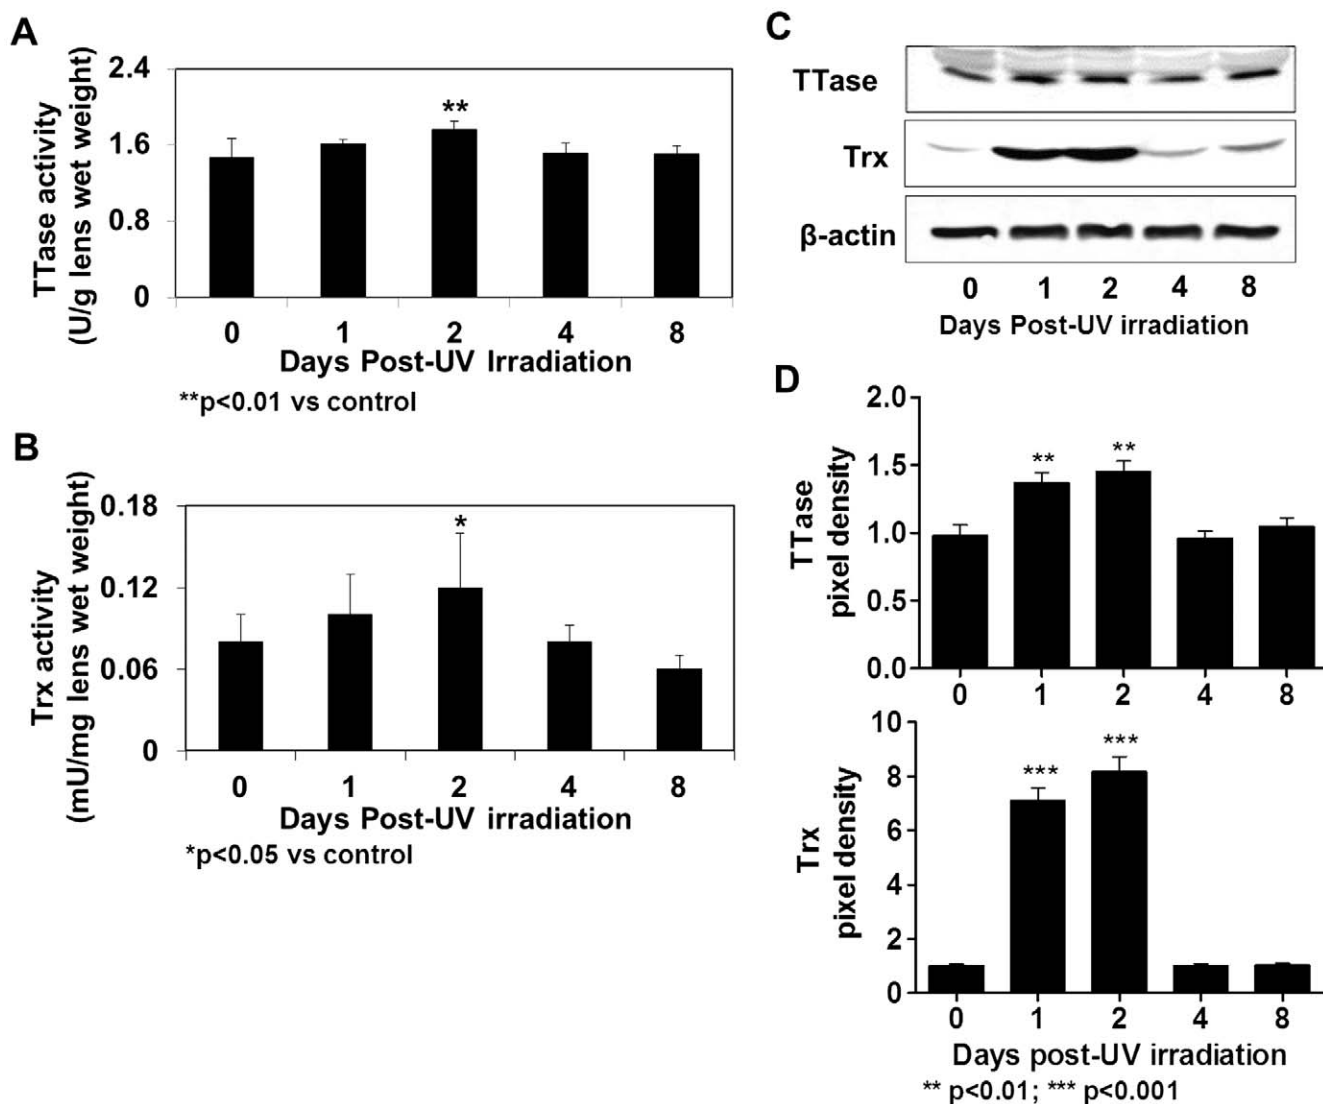 A
TTase activity
(U/g lens wet weight)
2.4
1.6
0.8
0
**
0 1 2 4 8
Days Post-UV Irradiation
**p<0.01 vs control
B
Trx activity
(mU/mg lens wet weight)
0.18
0.12
0.06
0
*
0 1 2 4 8
Days Post-UV irradiation
*p<0.05 vs control
C
TTase
Trx
β-actin
0 1 2 4 8
Days Post-UV irradiation
D
TTase
pixel density
2.0
1.5
1.0
0.5
0.0
** **
0 1 2 4 8
Trx
pixel density
10
8
6
4
2
0
*** ***
0 1 2 4 8
Days post-UV irradiation
** p<0.01; *** p<0.001